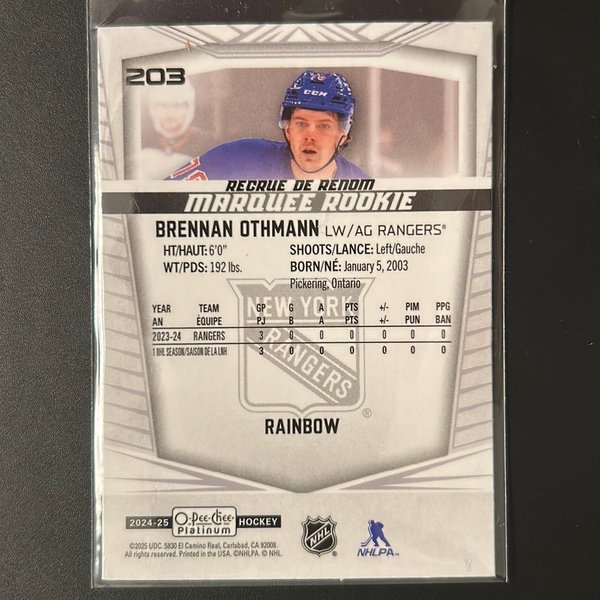 203
76
CCM
RECRUE DE RENOM
MARQUEE ROOKIE
BRENNAN OTHMANN LW/AG RANGERS®
HT/HAUT: 6'0" SHOOTS/LANCE: Left/Gauche
WT/PDS: 192 lbs. BORN/NÉ: January 5, 2003
Pickering, Ontario
YEAR TEAM GP G A PTS +/- PIM PPG
AN ÉQUIPE PJ B A PTS +/- PUN BAN
2023-24 RANGERS 3 0 0 0 0 0 0
1 NHL SEASON/SAISON DE LA LNH 3 0 0 0 0 0 0
NEW YORK
RANGERS
®
RAINBOW
2024-25 O-Pee-Chee Platinum HOCKEY
NHL
NHLPA
©2025 UDC. 5830 El Camino Real, Carlsbad, CA 92008.
All rights reserved. Printed in the USA. ©NHLPA. © NHL.